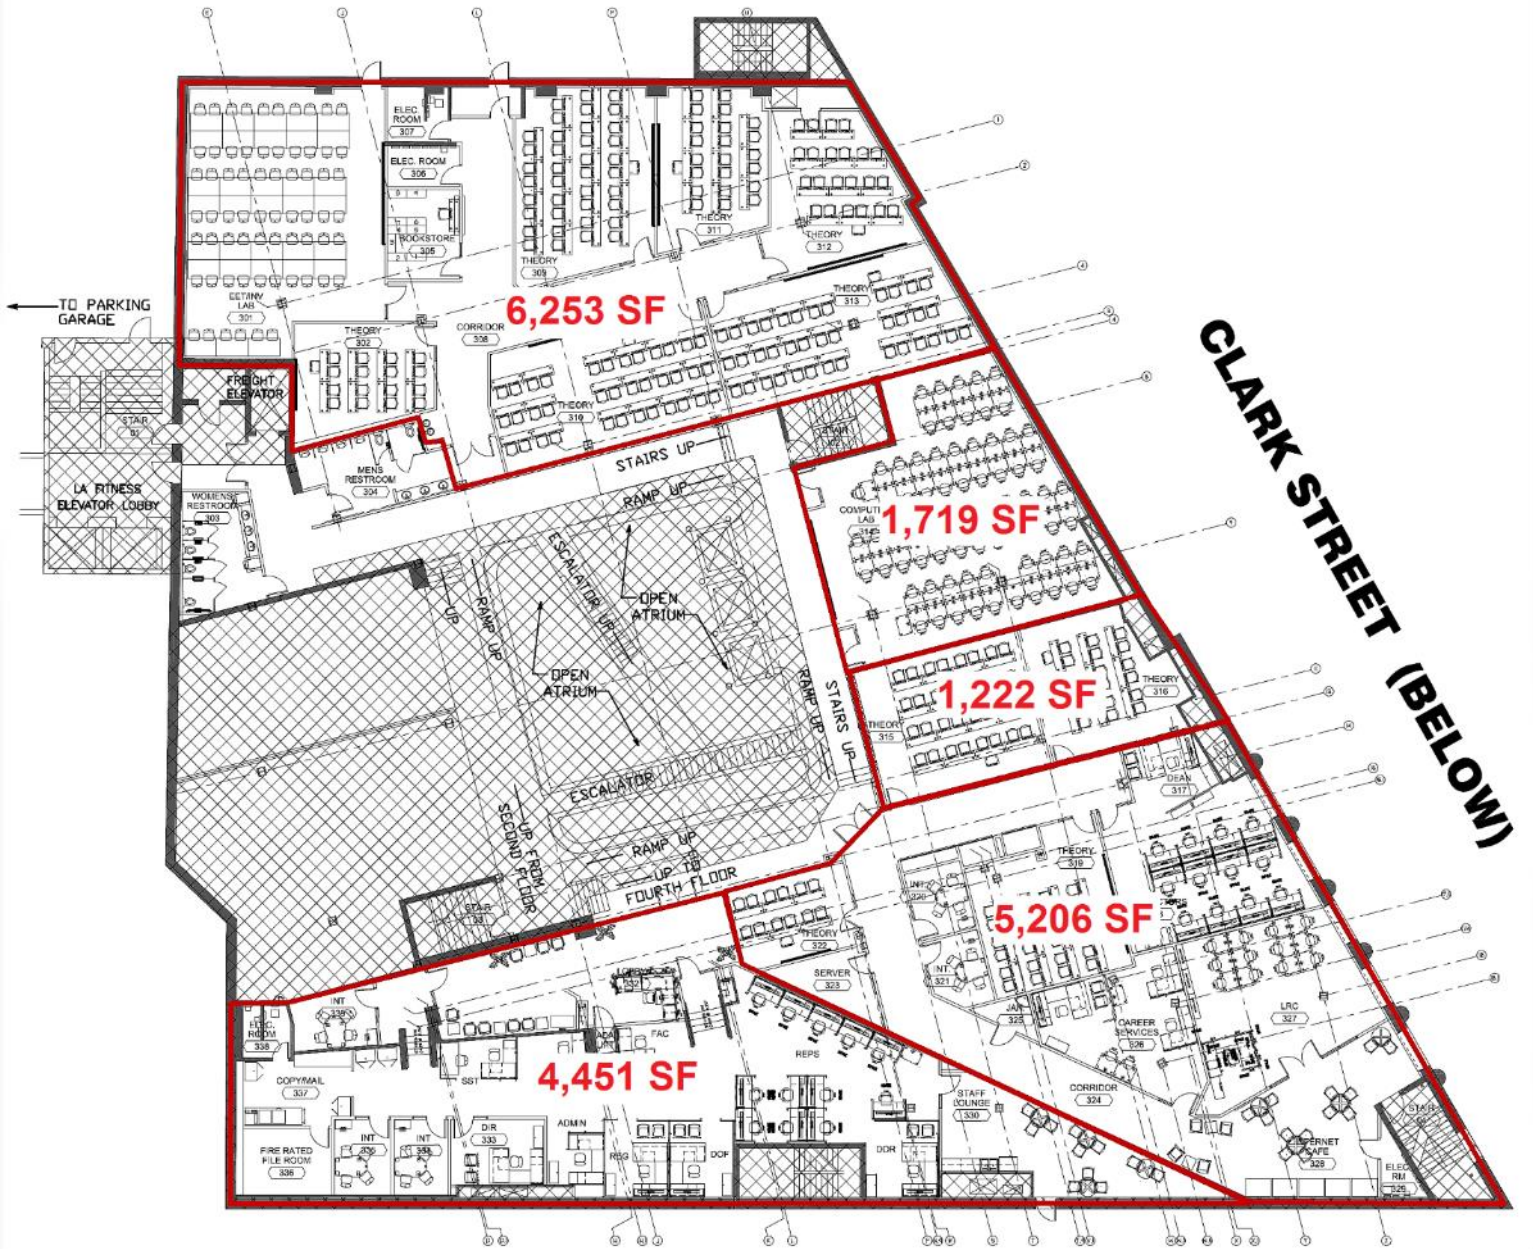 ELEC.
ROOM
307
ELEC. ROOM
306
BOOKSTORE
305
THEORY
309
THEORY
311
THEORY
312
LAB
301
TO PARKING
GARAGE
THEORY
302
CORRIDOR
308
6,253 SF
THEORY
313
THEORY
310
FREIGHT
ELEVATOR
STAIR
MENS
RESTROOM
304
STAIRS UP
RAMP UP
LA FITNESS
ELEVATOR LOBBY
WOMENS
RESTROOM
303
LAB
1,719 SF
CLARK STREET (BELOW)
ESCALATOR UP
OPEN
ATRIUM
UP
RAMP UP
OPEN
ATRIUM
RAMP UP
STAIRS UP
THEORY
315
1,222 SF
THEORY
316
ESCALATOR
DEAN
317
UP FROM
SECOND FLOOR
RAMP UP
UP TO
FOURTH FLOOR
THEORY
319
INT.
5,206 SF
THEORY
322
SERVER
323
INT.
321
STAIR
INT
ELEC.
ROOM
338
JAN.
325
CAREER
SERVICES
326
LRC
327
FAC
SST
4,451 SF
REPS
COPY/MAIL
337
STAFF
LOUNGE
330
CORRIDOR
324
DIR
333
ADMIN
FIRE RATED
FILE ROOM
336
INT
INT
REG
DOF
DOR
CAFE
328
STAIR
ELEC
RM
329